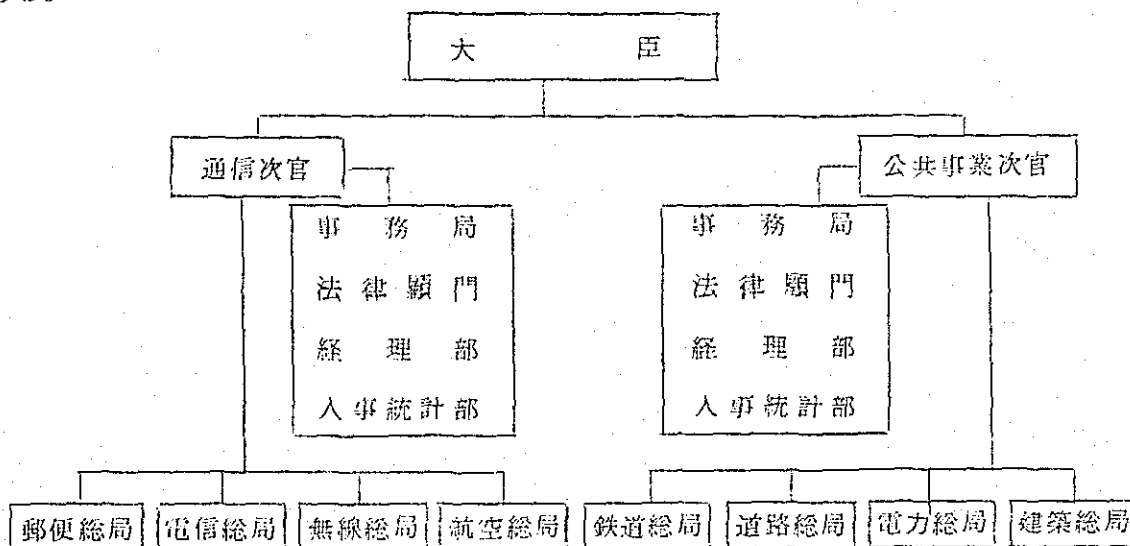 大臣
通信次官
公共事業次官
事務局
法律顧門
経理部
人事統計部
事務局
法律顧門
経理部
人事統計部
郵便総局 電信総局 無線総局 航空総局 鉄道総局 道路総局 電力総局 建築総局